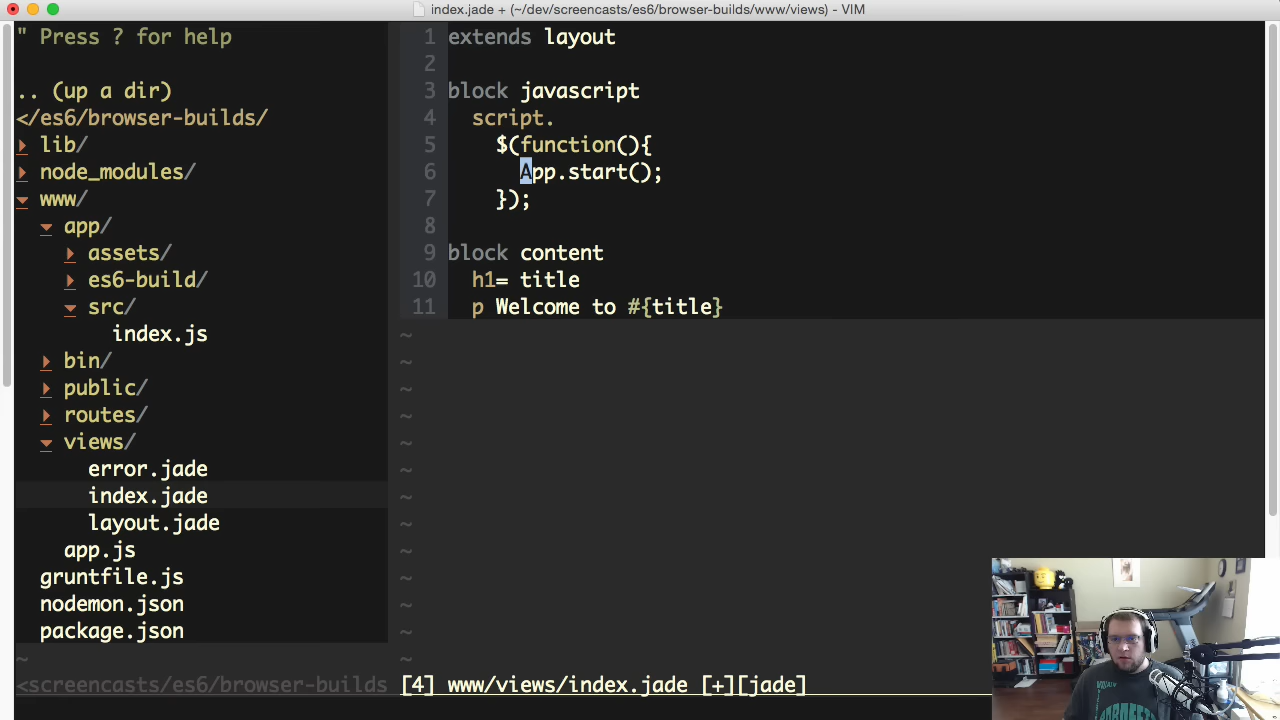 index.jade + (~/dev/screencasts/es6/browser-builds/www/views) - VIM
" Press ? for help
.. (up a dir)
</es6/browser-builds/
lib/
node_modules/
www/
app/
assets/
es6-build/
src/
index.js
bin/
public/
routes/
views/
error.jade
index.jade
layout.jade
app.js
gruntfile.js
nodemon.json
package.json
~
<screencasts/es6/browser-builds
1 extends layout
2
3 block javascript
4 script.
5 $(function(){
6 App.start();
7 });
8
9 block content
10 h1= title
11 p Welcome to #{title}
~
~
~
~
~
~
~
~
~
~
~
~
~
[4] www/views/index.jade [+][jade]